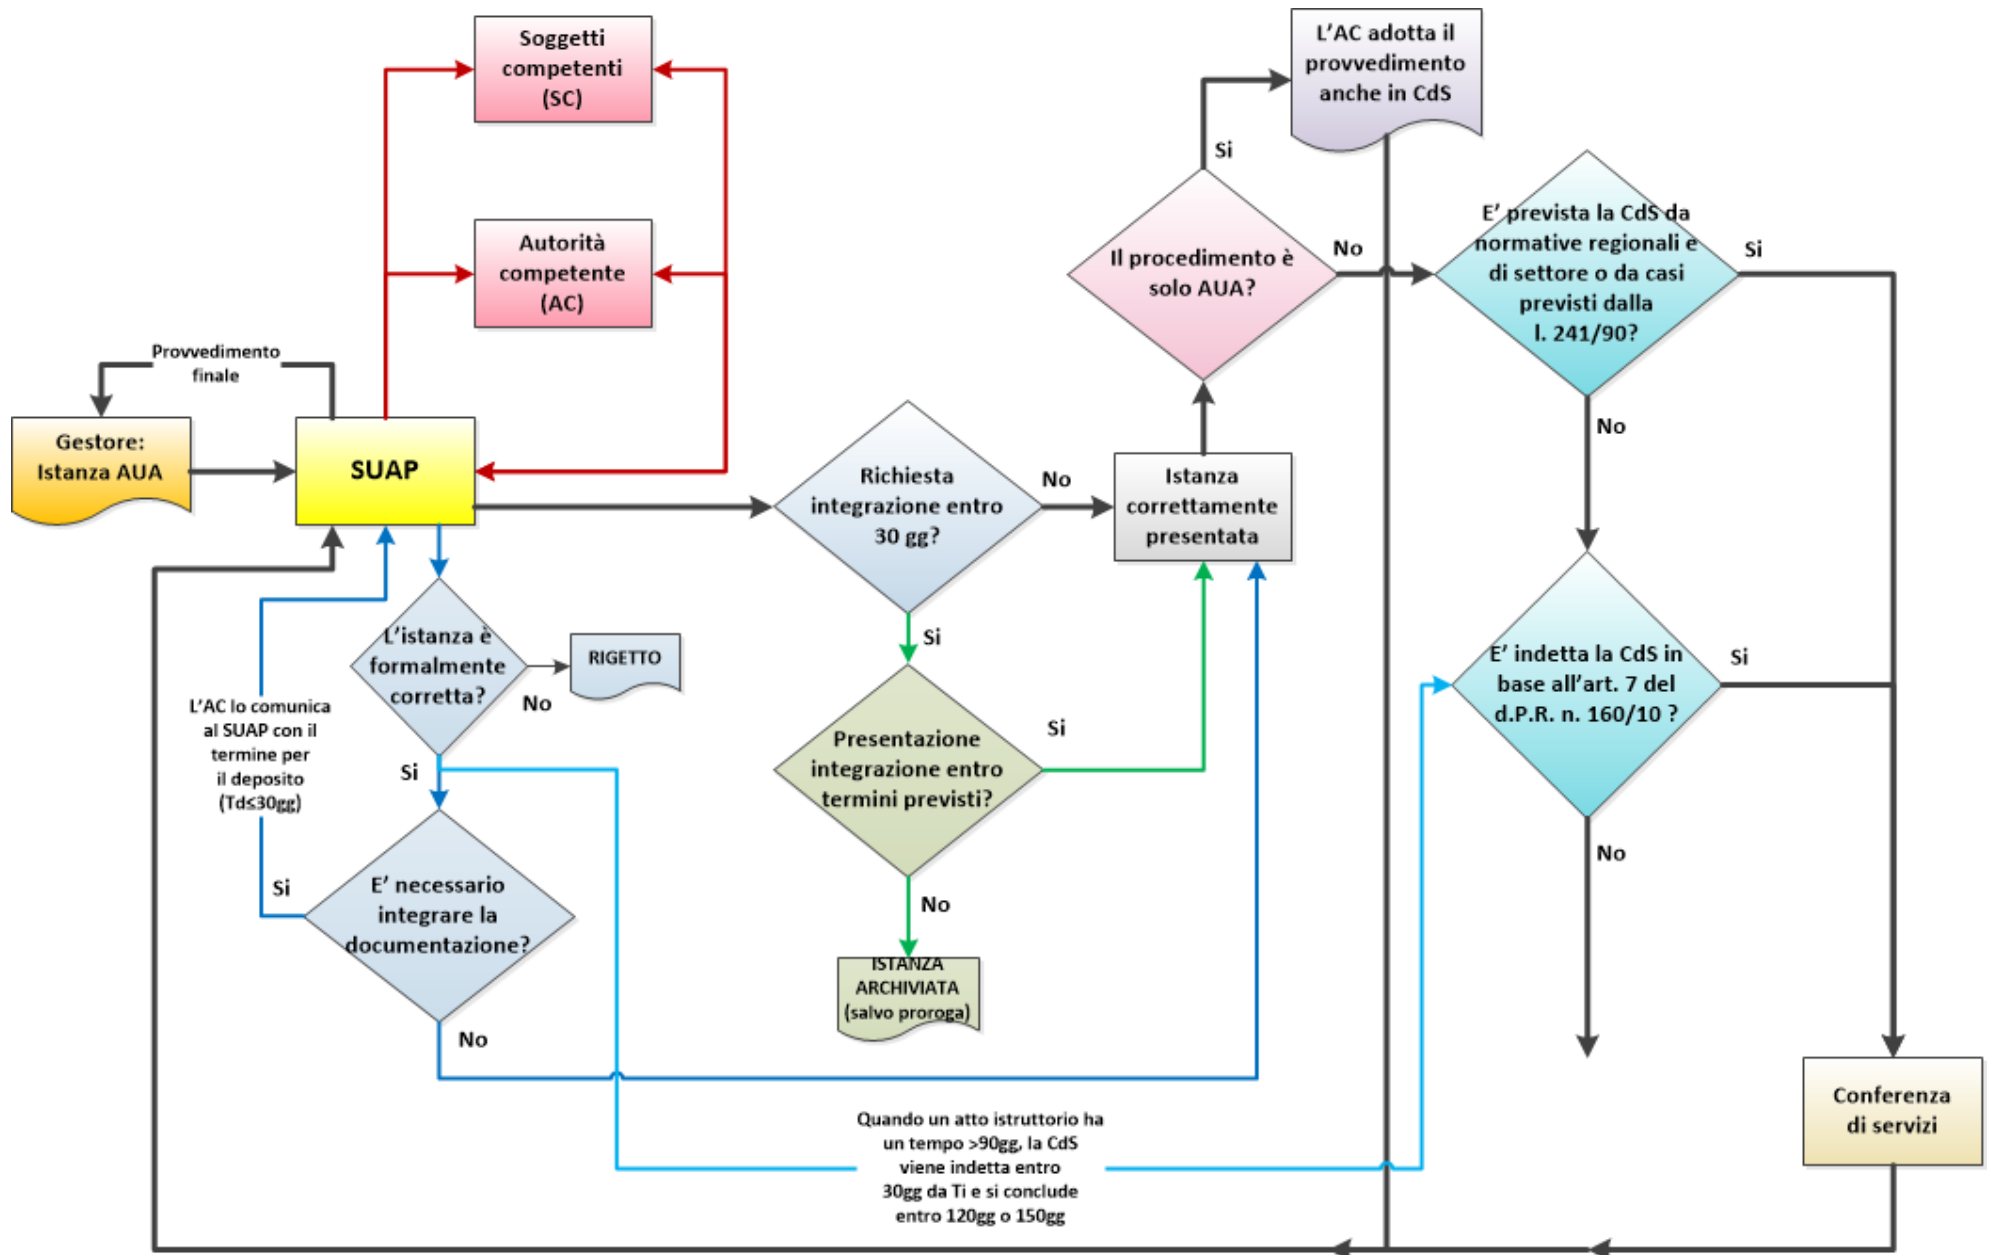 Soggetti
competenti
(SC)
L'AC adotta il
provvedimento
anche in CdS
Si
Autorità
competente
(AC)
Il procedimento è
solo AUA?
No
E' prevista la CdS da
normative regionali e
di settore o da casi
previsti dalla
l. 241/90?
Si
No
Provvedimento
finale
Gestore:
Istanza AUA
SUAP
Richiesta
integrazione entro
30 gg?
No
Istanza
correttamente
presentata
Si
L'istanza è
formalmente
corretta?
No
RIGETTO
Si
L'AC lo comunica
al SUAP con il
termine per
il deposito
(Td≤30gg)
Presentazione
integrazione entro
termini previsti?
Si
No
E' indetta la CdS in
base all'art. 7 del
d.P.R. n. 160/10 ?
Si
No
E' necessario
integrare la
documentazione?
Si
No
ISTANZA
ARCHIVIATA
(salvo proroga)
Quando un atto istruttorio ha
un tempo >90gg, la CdS
viene indetta entro
30gg da Ti e si conclude
entro 120gg o 150gg
Conferenza
di servizi